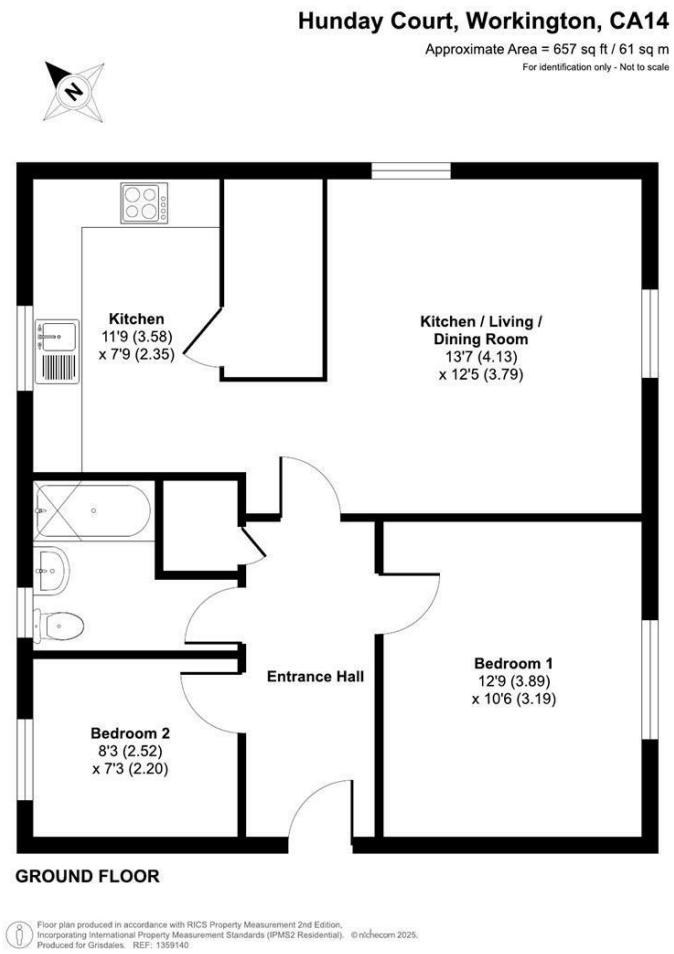 Hunday Court, Workington, CA14
Approximate Area = 657 sq ft / 61 sq m
For identification only - Not to scale
N
Kitchen
11'9 (3.58)
x 7'9 (2.35)
Kitchen / Living /
Dining Room
13'7 (4.13)
x 12'5 (3.79)
Entrance Hall
Bedroom 1
12'9 (3.89)
x 10'6 (3.19)
Bedroom 2
8'3 (2.52)
x 7'3 (2.20)
GROUND FLOOR
Floor plan produced in accordance with RICS Property Measurement 2nd Edition,
Incorporating International Property Measurement Standards (IPMS2 Residential). © nichecom 2025.
Produced for Grisdales. REF: 1359140